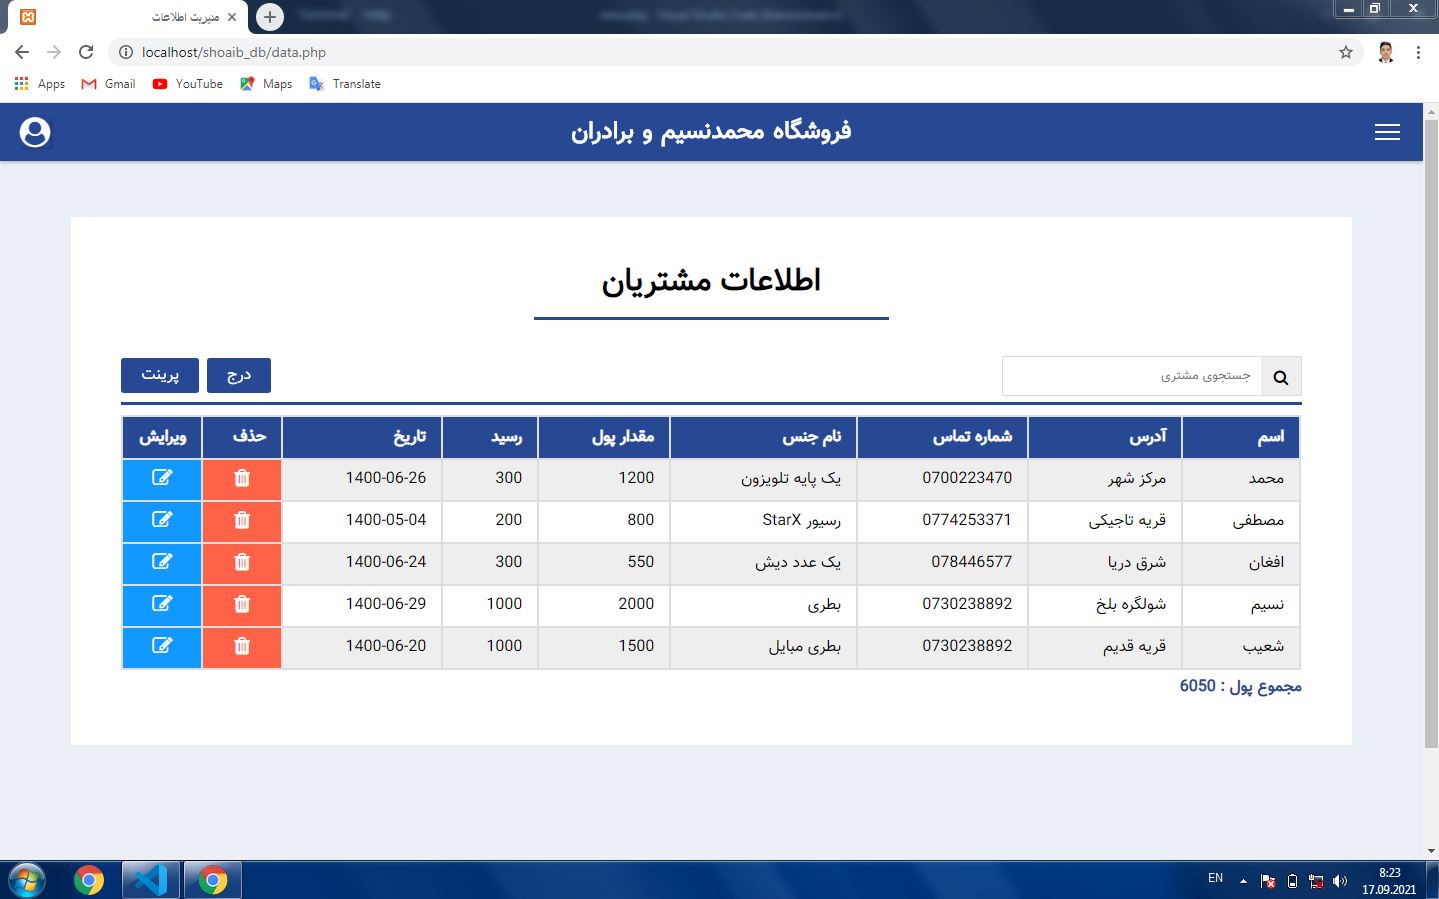 مدیریت اطلاعات
localhost/shoaib_db/data.php
Apps Gmail YouTube Maps Translate
فروشگاه محمدنسیم و برادران
اطلاعات مشتریان
جستجوی مشتری درج پرینت
اسم آدرس شماره تماس نام جنس مقدار پول رسید تاریخ حذف ویرایش
محمد مرکز شهر 0700223470 یک پایه تلویزون 1200 300 1400-06-26
مصطفی قریه تاجیکی 0774253371 رسیور StarX 800 200 1400-05-04
افغان شرق دریا 078446577 یک عدد دیش 550 300 1400-06-24
نسیم شولگره بلخ 0730238892 بطری 2000 1000 1400-06-29
شعیب قریه قدیم 0730238892 بطری مبایل 1500 1000 1400-06-20
مجموع پول : 6050
EN 8:23
17.09.2021